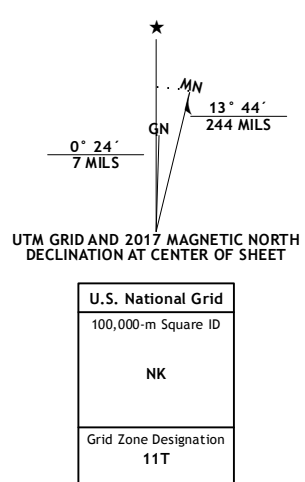 MN
GN
13° 44´
244 MILS
0° 24´
7 MILS
UTM GRID AND 2017 MAGNETIC NORTH
DECLINATION AT CENTER OF SHEET
U.S. National Grid
100,000-m Square ID
NK
Grid Zone Designation
11T